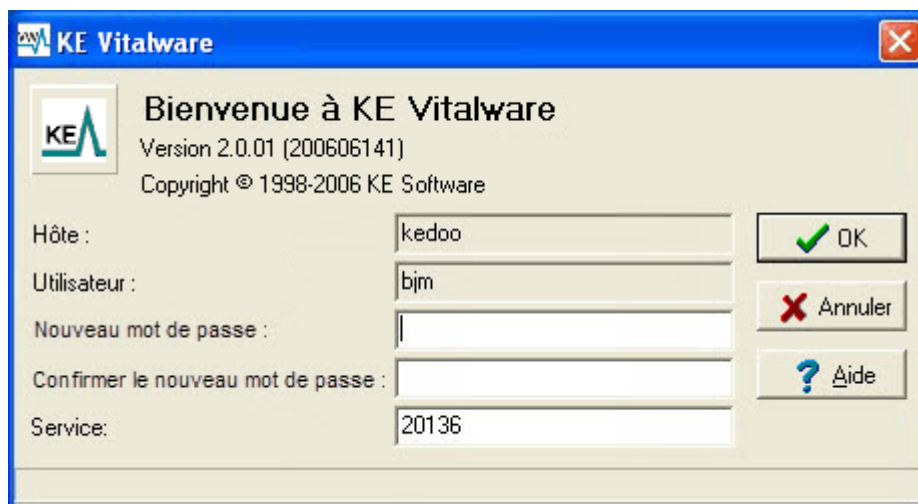 KE Vitalware
KE
Bienvenue à KE Vitalware
Version 2.0.01 (200606141)
Copyright © 1998-2006 KE Software
Hôte : kedoo
OK
Utilisateur : bjm
Annuler
Nouveau mot de passe :
Confirmer le nouveau mot de passe :
Aide
Service: 20136